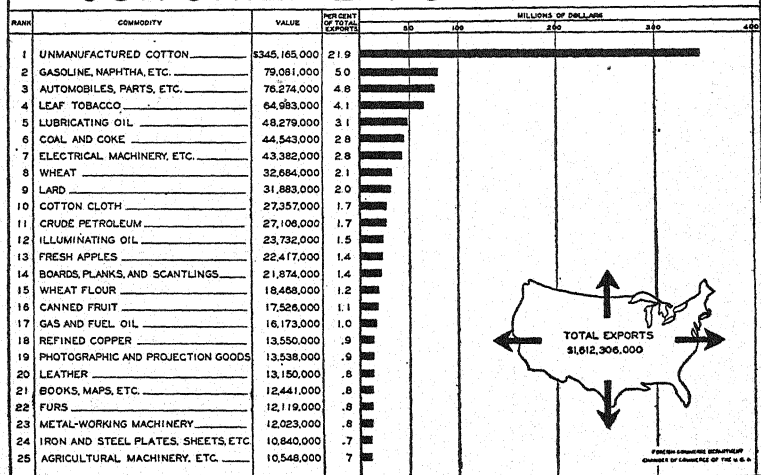 RANK COMMODITY VALUE PER CENT OF TOTAL EXPORTS MILLIONS OF DOLLARS
50 100 200 300 400
1 UNMANUFACTURED COTTON $345,165,000 21.9
2 GASOLINE, NAPHTHA, ETC. 79,081,000 5.0
3 AUTOMOBILES, PARTS, ETC. 76,274,000 4.8
4 LEAF TOBACCO 64,983,000 4.1
5 LUBRICATING OIL 48,279,000 3.1
6 COAL AND COKE 44,543,000 2.8
7 ELECTRICAL MACHINERY, ETC. 43,382,000 2.8
8 WHEAT 32,684,000 2.1
9 LARD 31,883,000 2.0
10 COTTON CLOTH 27,357,000 1.7
11 CRUDE PETROLEUM 27,106,000 1.7
12 ILLUMINATING OIL 23,732,000 1.5
13 FRESH APPLES 22,417,000 1.4
14 BOARDS, PLANKS, AND SCANTLINGS 21,874,000 1.4
15 WHEAT FLOUR 18,468,000 1.2
16 CANNED FRUIT 17,526,000 1.1
17 GAS AND FUEL OIL 16,173,000 1.0
18 REFINED COPPER 13,550,000 .9
19 PHOTOGRAPHIC AND PROJECTION GOODS 13,538,000 .9
20 LEATHER 13,150,000 .8
21 BOOKS, MAPS, ETC. 12,441,000 .8
22 FURS 12,119,000 .8
23 METAL-WORKING MACHINERY 12,023,000 .8
24 IRON AND STEEL PLATES, SHEETS, ETC 10,840,000 .7
25 AGRICULTURAL MACHINERY, ETC. 10,548,000 7
TOTAL EXPORTS
$1,612,306,000
FOREIGN COMMERCE DEPARTMENT
CHAMBER OF COMMERCE OF THE U. S. A.